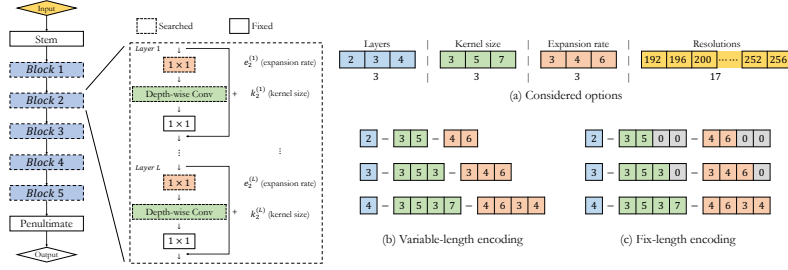 Input
Stem
Block 1
Block 2
Block 3
Block 4
Block 5
Penultimate
Output
Searched
Fixed
Layer 1
1 × 1
e₂⁽¹⁾ (expansion rate)
Depth-wise Conv + k₂⁽¹⁾ (kernel size)
1 × 1
⋮ ⋮
Layer L
1 × 1
e₂⁽ᴸ⁾ (expansion rate)
Depth-wise Conv + k₂⁽ᴸ⁾ (kernel size)
1 × 1
Layers | Kernel size | Expansion rate | Resolutions
2 3 4 | 3 5 7 | 3 4 6 | 192 196 200 ...... 252 256
3 3 3 17
(a) Considered options
2 – 3 5 – 4 6
3 – 3 5 3 – 3 4 6
4 – 3 5 3 7 – 4 6 3 4
(b) Variable-length encoding
2 – 3 5 0 0 – 4 6 0 0
3 – 3 5 3 0 – 3 4 6 0
4 – 3 5 3 7 – 4 6 3 4
(c) Fix-length encoding